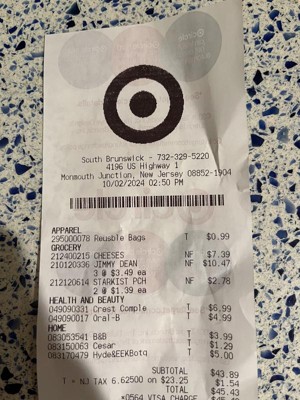 South Brunswick - 732-329-5220
4196 US Highway 1
Monmouth Junction, New Jersey 08852-1904
10/02/2024 02:50 PM
APPAREL
295000078 Reusble Bags T $0.99
GROCERY
212400215 CHEESES NF $7.39
210120336 JIMMY DEAN NF $10.47
3 @ $3.49 ea
212120614 STARKIST PCH NF $2.78
2 @ $1.39 ea
HEALTH AND BEAUTY
049090331 Crest Comple T $6.99
049090017 Oral-B T $4.99
HOME
083053541 B&B T $3.99
083150063 Cesar T $1.29
083170479 Hyde&EEKBotq T $5.00
SUBTOTAL $43.89
T = NJ TAX 6.62500 on $23.25 $1.54
TOTAL $45.43
*0564 VISA CHARGE